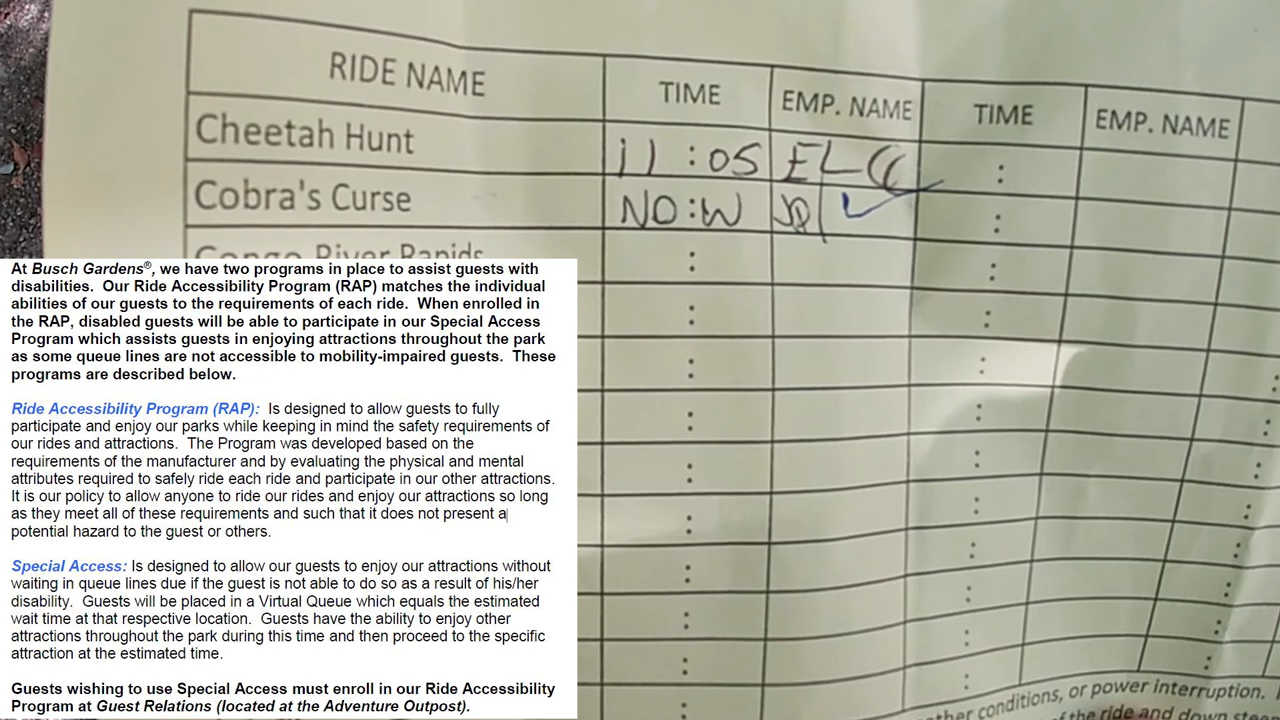 RIDE NAME TIME EMP. NAME TIME EMP. NAME
Cheetah Hunt 11:05 :
Cobra's Curse NO:W :
Congo River Rapids : :
At Busch Gardens®, we have two programs in place to assist guests with
disabilities. Our Ride Accessibility Program (RAP) matches the individual
abilities of our guests to the requirements of each ride. When enrolled in
the RAP, disabled guests will be able to participate in our Special Access
Program which assists guests in enjoying attractions throughout the park
as some queue lines are not accessible to mobility-impaired guests. These
programs are described below.
Ride Accessibility Program (RAP): Is designed to allow guests to fully
participate and enjoy our parks while keeping in mind the safety requirements of
our rides and attractions. The Program was developed based on the
requirements of the manufacturer and by evaluating the physical and mental
attributes required to safely ride each ride and participate in our other attractions.
It is our policy to allow anyone to ride our rides and enjoy our attractions so long
as they meet all of these requirements and such that it does not present a
potential hazard to the guest or others.
Special Access: Is designed to allow our guests to enjoy our attractions without
waiting in queue lines due if the guest is not able to do so as a result of his/her
disability. Guests will be placed in a Virtual Queue which equals the estimated
wait time at that respective location. Guests have the ability to enjoy other
attractions throughout the park during this time and then proceed to the specific
attraction at the estimated time.
Guests wishing to use Special Access must enroll in our Ride Accessibility
Program at Guest Relations (located at the Adventure Outpost).
other conditions, or power interruption.
of the ride and down